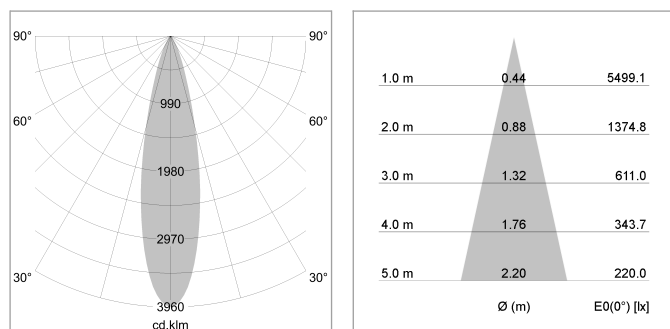 90° 90°
990
60° 60°
1980
2970
30° 30°
3960
cd.klm
1.0 m 0.44 5499.1
2.0 m 0.88 1374.8
3.0 m 1.32 611.0
4.0 m 1.76 343.7
5.0 m 2.20 220.0
Ø (m) E0(0°) [lx]